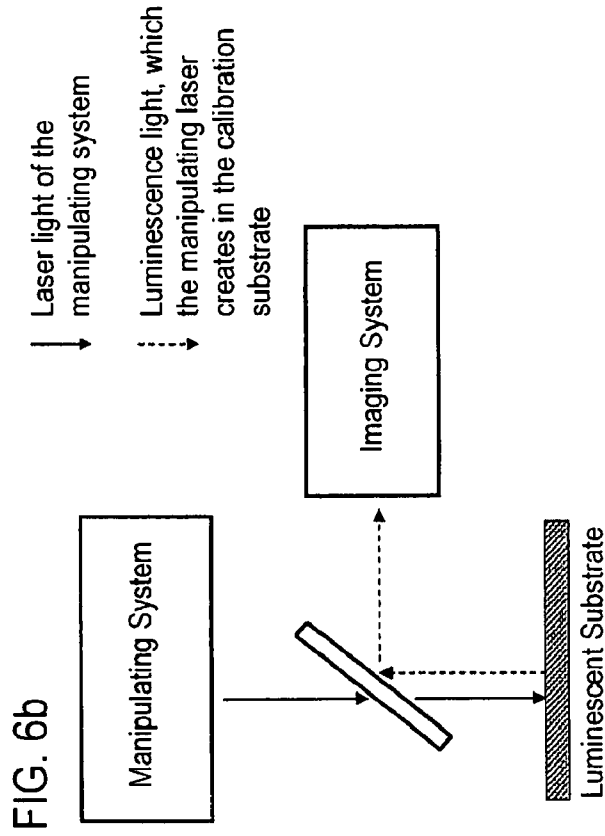 FIG. 6b
Manipulating System
Laser light of the
manipulating system
Luminescence light, which
the manipulating laser
creates in the calibration
substrate
Imaging System
Luminescent Substrate